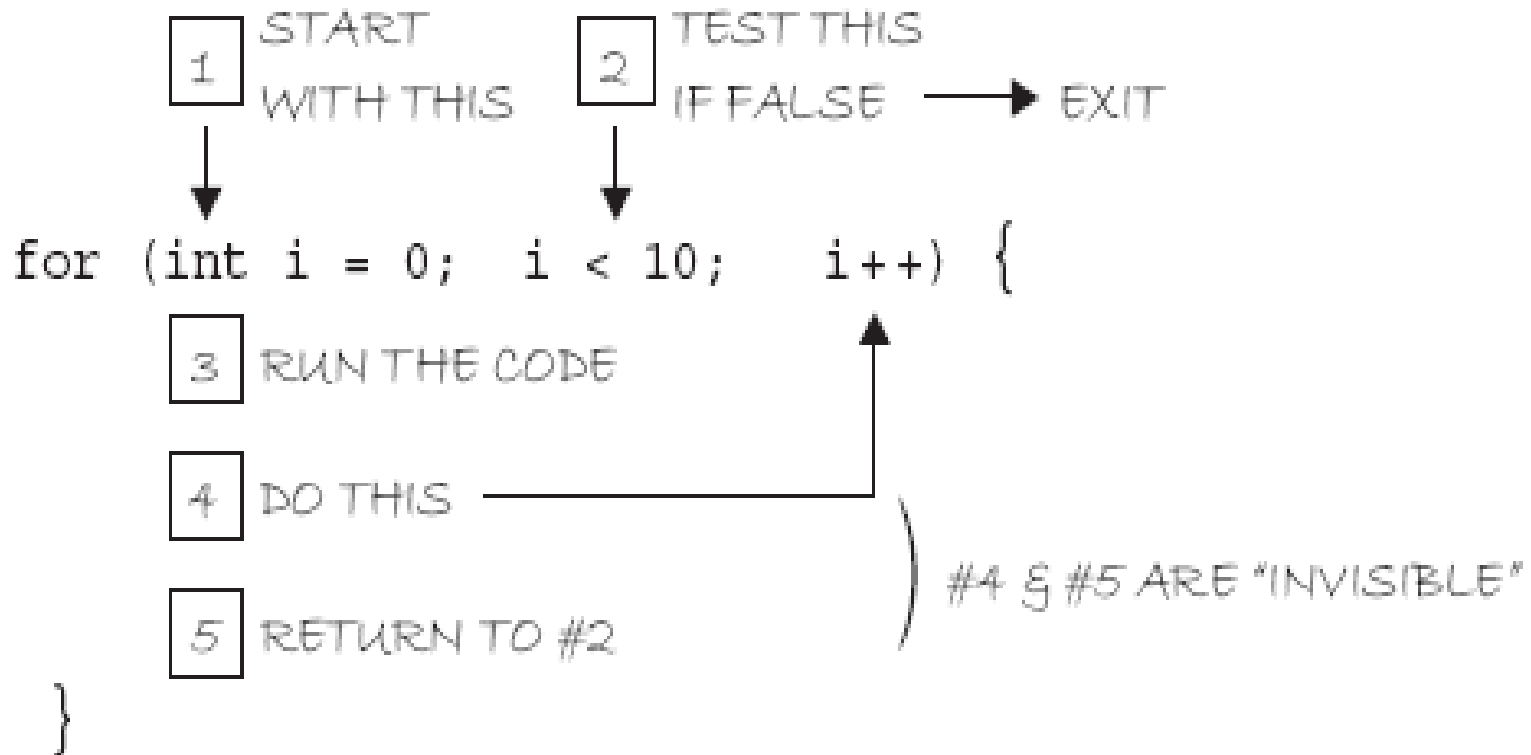 1 START
WITH THIS
2 TEST THIS
IF FALSE EXIT
for (int i = 0; i < 10; i++) {
3 RUN THE CODE
4 DO THIS
#4 & #5 ARE "INVISIBLE"
5 RETURN TO #2
}